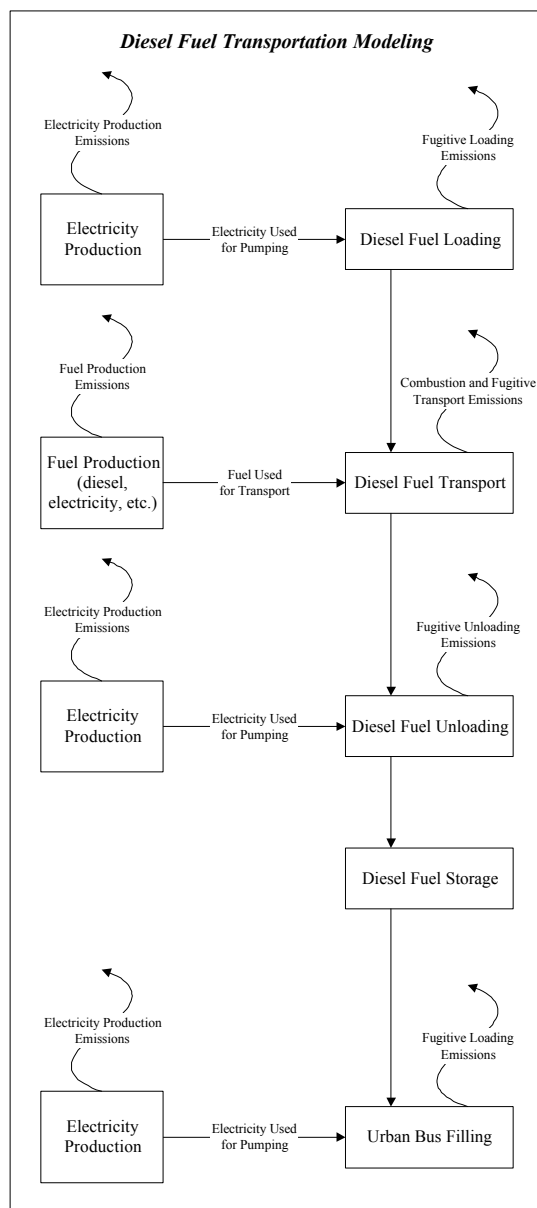 Diesel Fuel Transportation Modeling
Electricity Production
Emissions
Fugitive Loading
Emissions
Electricity
Production
Electricity Used
for Pumping
Diesel Fuel Loading
Fuel Production
Emissions
Combustion and Fugitive
Transport Emissions
Fuel Production
(diesel,
electricity, etc.)
Fuel Used
for Transport
Diesel Fuel Transport
Electricity Production
Emissions
Fugitive Unloading
Emissions
Electricity
Production
Electricity Used
for Pumping
Diesel Fuel Unloading
Diesel Fuel Storage
Electricity Production
Emissions
Fugitive Loading
Emissions
Electricity
Production
Electricity Used
for Pumping
Urban Bus Filling